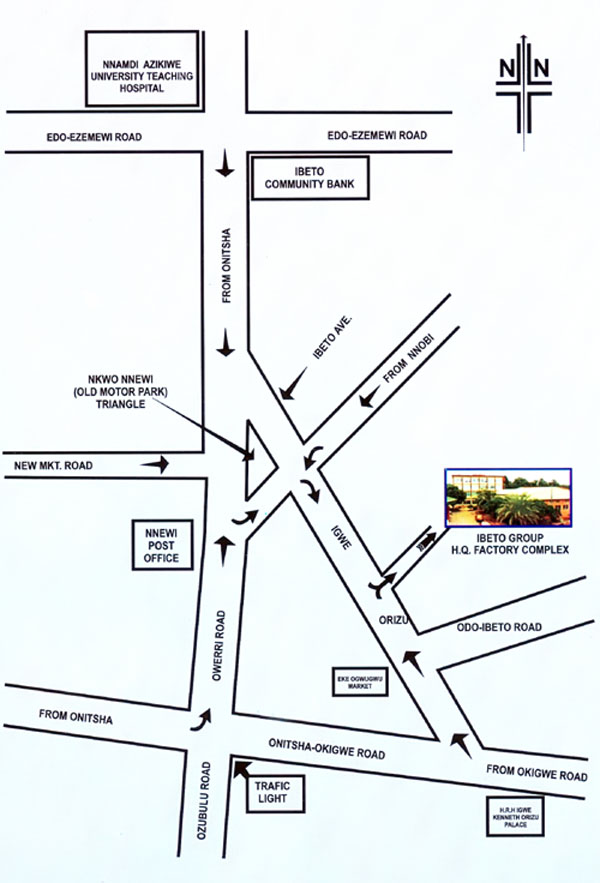 NNAMDI AZIKIWE
UNIVERSITY TEACHING
HOSPITAL
N N
EDO-EZEMEWI ROAD
EDO-EZEMEWI ROAD
IBETO
COMMUNITY BANK
FROM ONITSHA
IBETO AVE.
FROM NNOBI
NKWO NNEWI
(OLD MOTOR PARK)
TRIANGLE
NEW MKT. ROAD
NNEWI
POST
OFFICE
IGWE
IBETO GROUP
H.Q. FACTORY COMPLEX
ORIZU
ODO-IBETO ROAD
OWERRI ROAD
EKE OGWUGWU
MARKET
FROM ONITSHA
ONITSHA-OKIGWE ROAD
FROM OKIGWE ROAD
OZUBULU ROAD
TRAFIC
LIGHT
H.R.H IGWE
KENNETH ORIZU
PALACE